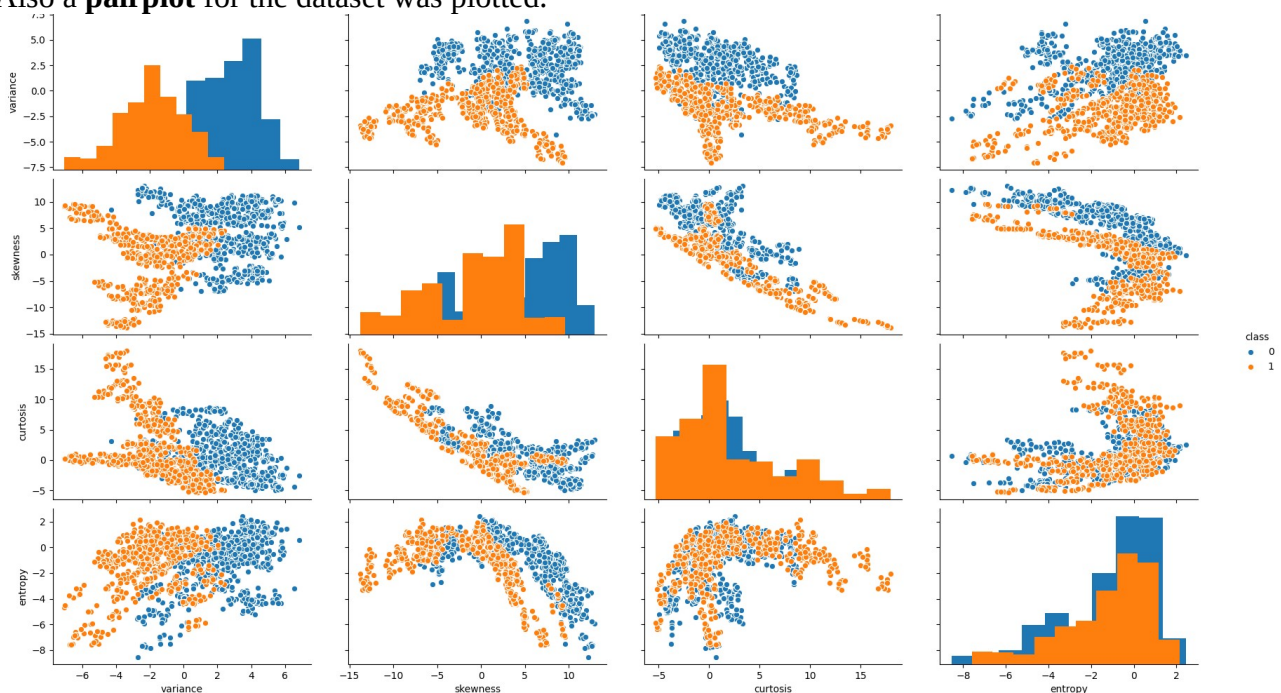 Also a pairplot for the dataset was plotted.
7.5
5.0
2.5
0.0
−2.5
−5.0
−7.5
variance
10
5
0
−5
−10
−15
skewness
class
0
1
15
10
5
0
−5
curtosis
2
0
−2
−4
−6
−8
entropy
−6 −4 −2 0 2 4 6
−15 −10 −5 0 5 10
−5 0 5 10 15
−8 −6 −4 −2 0 2
variance
skewness
curtosis
entropy